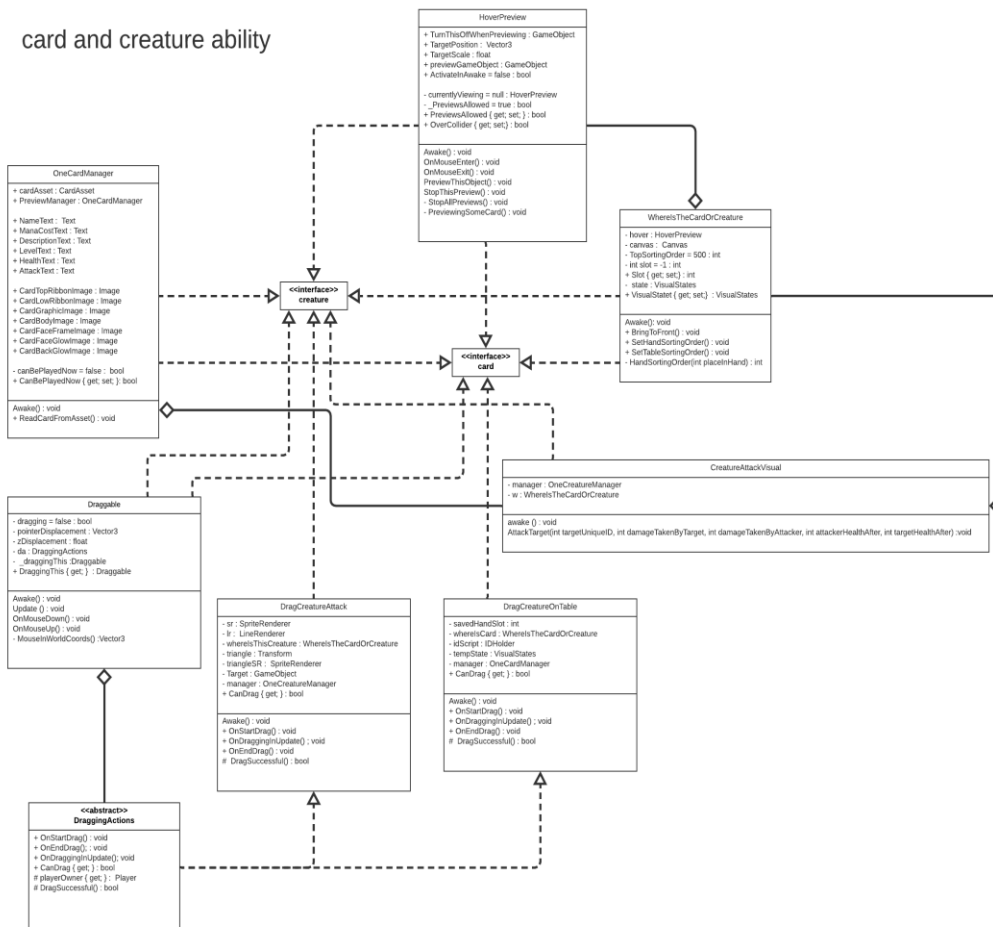 card and creature ability
HoverPreview
+ TurnThisOffWhenPreviewing : GameObject
+ TargetPosition : Vector3
+ TargetScale : float
+ previewGameObject : GameObject
+ ActivateInAwake = false : bool
- currentlyViewing = null : HoverPreview
- _PreviewsAllowed = true : bool
+ PreviewsAllowed { get; set; } : bool
+ OverCollider { get; set;} : bool
Awake() : void
OnMouseEnter() : void
OnMouseExit() : void
PreviewThisObject() : void
StopThisPreview() : void
- StopAllPreviews() : void
- PreviewingSomeCard() : void
OneCardManager
+ cardAsset : CardAsset
+ PreviewManager : OneCardManager
+ NameText : Text
+ ManaCostText : Text
+ DescriptionText : Text
+ LevelText : Text
+ HealthText : Text
+ AttackText : Text
+ CardTopRibbonImage : Image
+ CardLowRibbonImage : Image
+ CardGraphicImage : Image
+ CardBodyImage : Image
+ CardFaceFrameImage : Image
+ CardFaceGlowImage : Image
+ CardBackGlowImage : Image
- canBePlayedNow = false : bool
+ CanBePlayedNow { get; set; }: bool
Awake() : void
+ ReadCardFromAsset() : void
WhereIsTheCardOrCreature
- hover : HoverPreview
- canvas : Canvas
- TopSortingOrder = 500 : int
- int slot = -1 : int
+ Slot { get; set;} : int
- state : VisualStates
+ VisualStatet { get; set;} : VisualStates
Awake(): void
+ BringToFront() : void
+ SetHandSortingOrder() : void
+ SetTableSortingOrder() : void
- HandSortingOrder(int placeInHand) : int
<<interface>>
creature
<<interface>>
card
CreatureAttackVisual
- manager : OneCreatureManager
- w : WhereIsTheCardOrCreature
awake () : void
AttackTarget(int targetUniqueID, int damageTakenByTarget, int damageTakenByAttacker, int attackerHealthAfter, int targetHealthAfter) :void
Draggable
- dragging = false : bool
- pointerDisplacement : Vector3
- zDisplacement : float
- da : DraggingActions
- _draggingThis :Draggable
+ DraggingThis { get; } : Draggable
Awake() : void
Update () : void
OnMouseDown() : void
OnMouseUp() : void
- MouseInWorldCoords() :Vector3
DragCreatureAttack
- sr : SpriteRenderer
- lr : LineRenderer
- whereIsThisCreature : WhereIsTheCardOrCreature
- triangle : Transform
- triangleSR : SpriteRenderer
- Target : GameObject
- manager : OneCreatureManager
+ CanDrag { get; } : bool
Awake() : void
+ OnStartDrag() : void
+ OnDraggingInUpdate() ; void
+ OnEndDrag() : void
# DragSuccessful() : bool
DragCreatureOnTable
- savedHandSlot : int
- whereIsCard : WhereIsTheCardOrCreature
- idScript : IDHolder
- tempState : VisualStates
- manager : OneCardManager
+ CanDrag { get; } : bool
Awake() : void
+ OnStartDrag() : void
+ OnDraggingInUpdate() ; void
+ OnEndDrag() : void
# DragSuccessful() : bool
<<abstract>>
DraggingActions
+ OnStartDrag() : void
+ OnEndDrag(); : void
+ OnDraggingInUpdate(); void
+ CanDrag { get; } : bool
# playerOwner { get; } : Player
# DragSuccessful() : bool